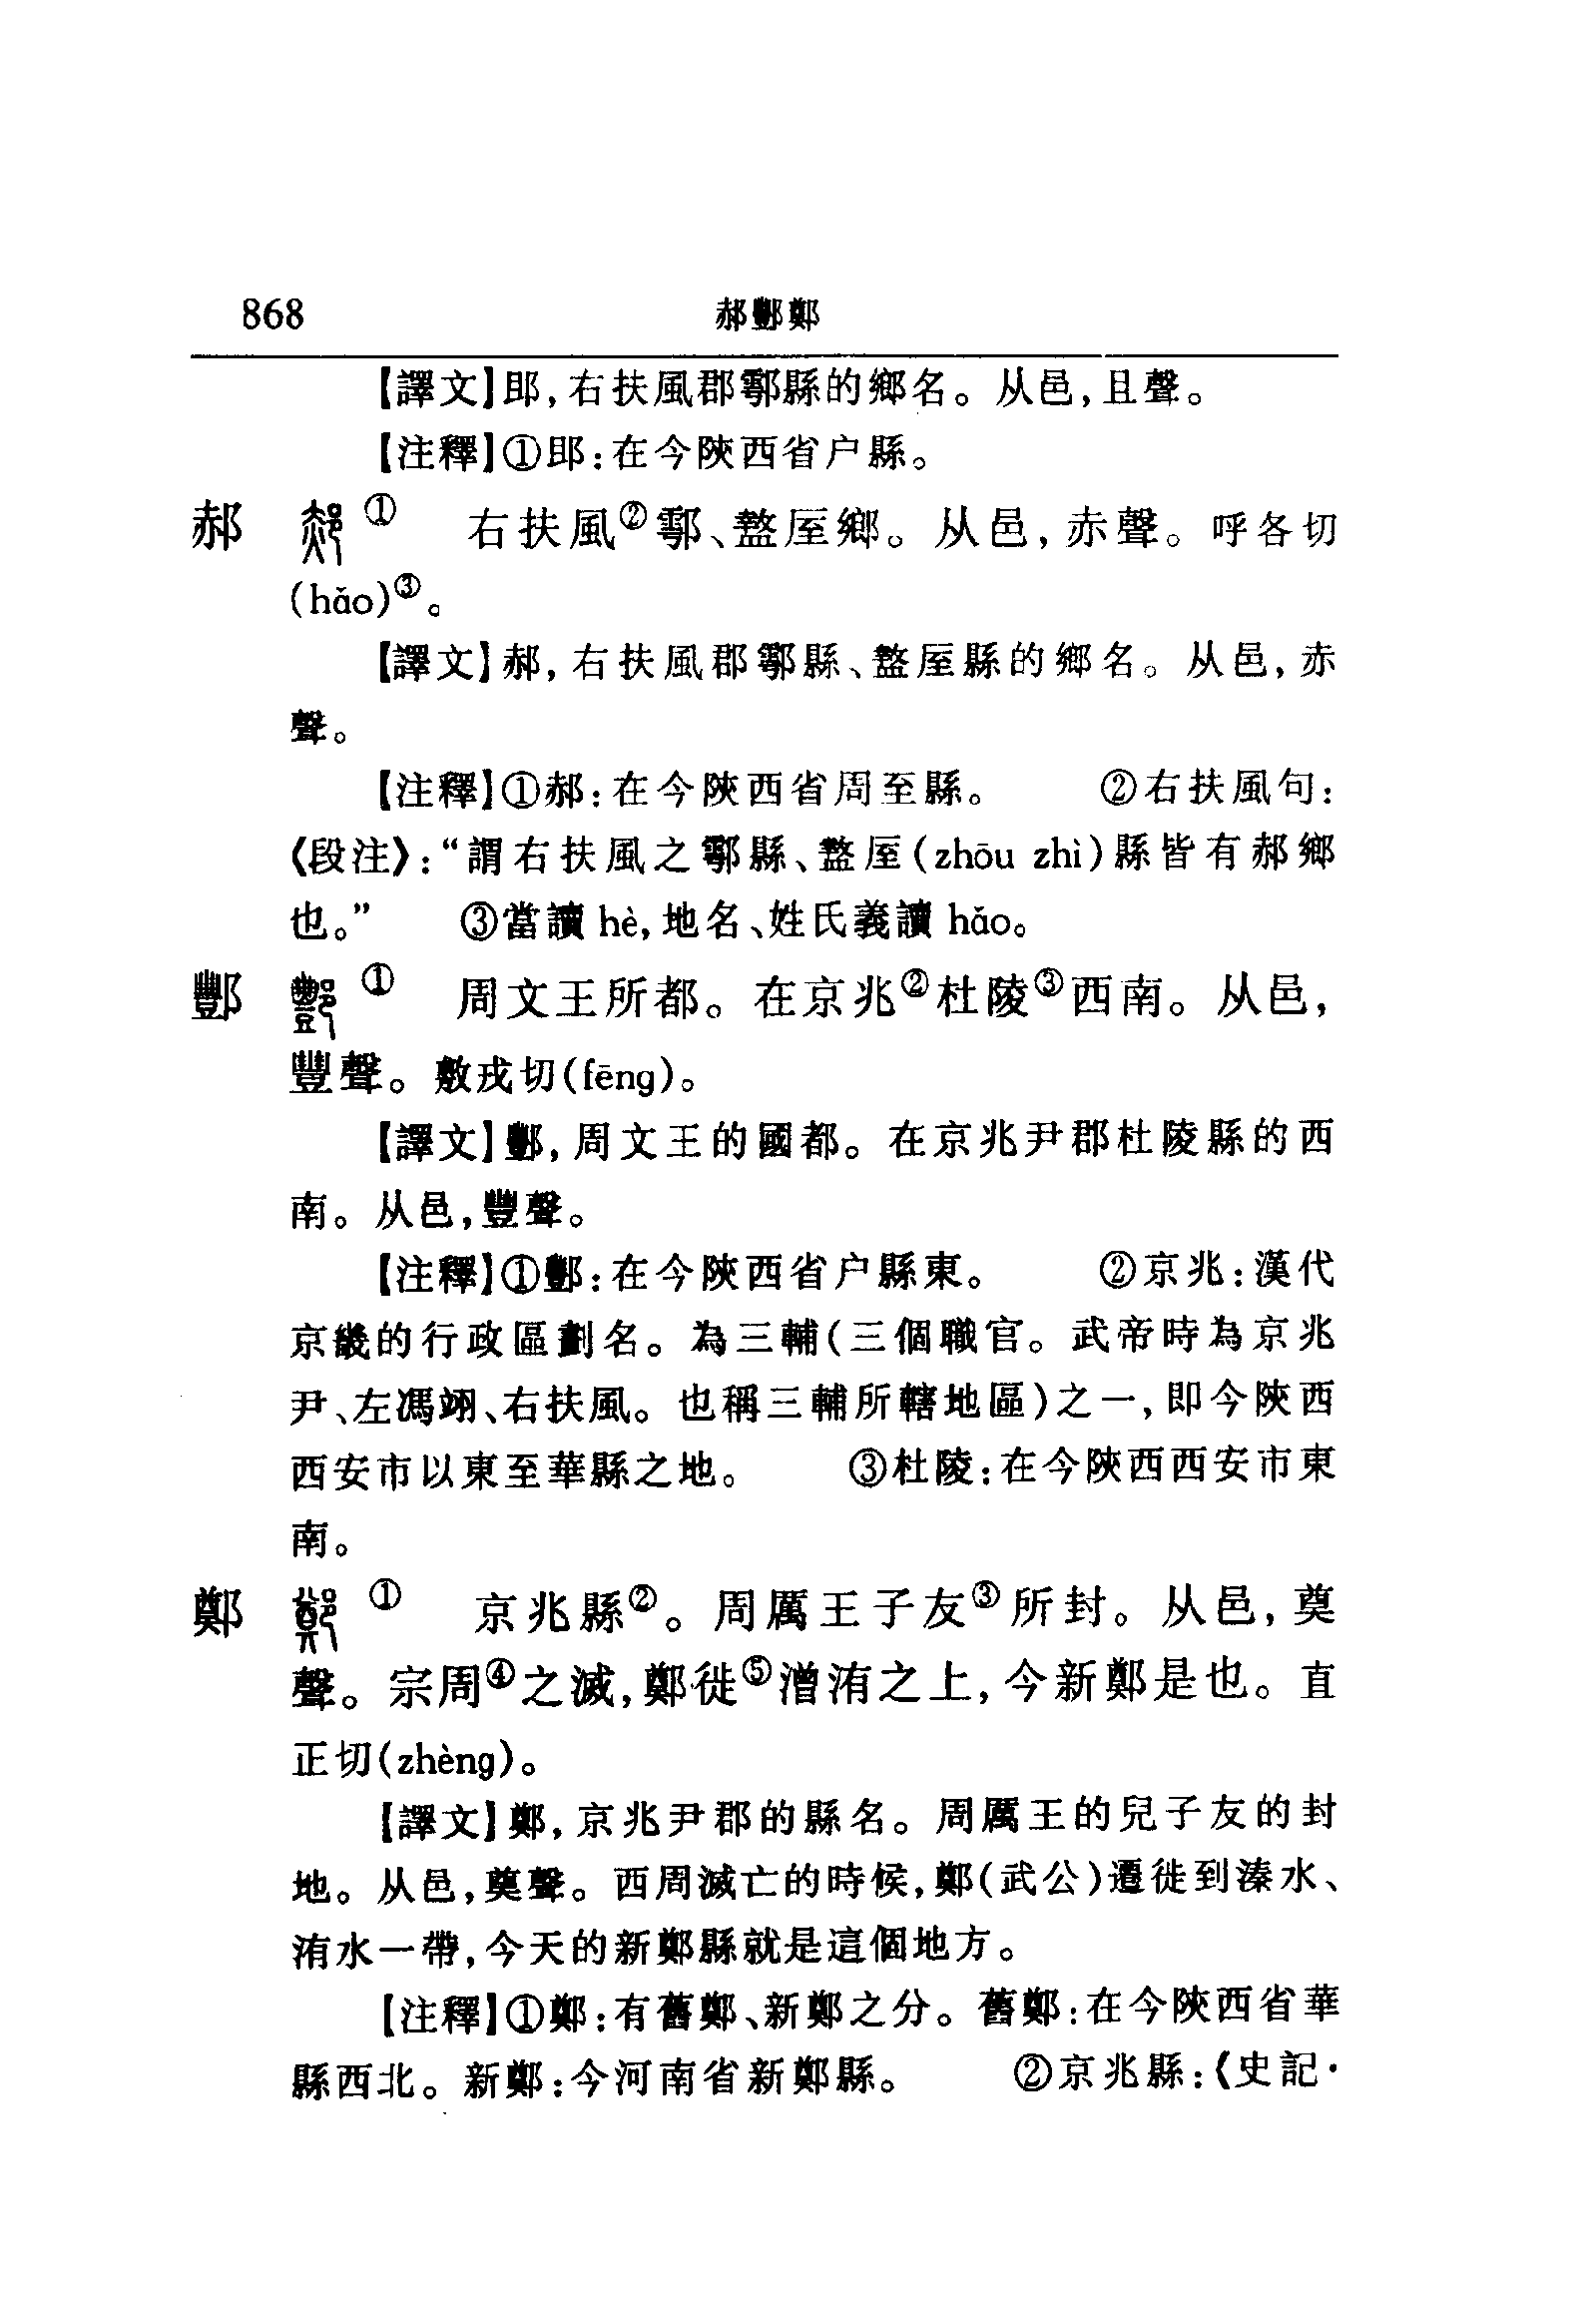 868 郝酆鄭
【譯文】郥,右扶風郡鄠縣的鄉名。从邑,且聲。
【注釋】①郥:在今陝西省户縣。
郝 ① 右扶風②鄠、盩厔鄉。从邑,赤聲。呼各切
(hǎo)③。
【譯文】郝,右扶風郡鄠縣、盩厔縣的鄉名。从邑,赤
聲。
【注釋】①郝:在今陝西省周至縣。 ②右扶風句:
《段注》:“謂右扶風之鄠縣、盩厔(zhōu zhì)縣皆有郝鄉
也。” ③當讀 hè,地名、姓氏義讀 hǎo。
酆 ① 周文王所都。在京兆②杜陵③西南。从邑,
豐聲。敷戎切(fēng)。
【譯文】酆,周文王的國都。在京兆尹郡杜陵縣的西
南。从邑,豐聲。
【注釋】①酆:在今陝西省户縣東。 ②京兆:漢代
京畿的行政區劃名。為三輔(三個職官。武帝時為京兆
尹、左馮翊、右扶風。也稱三輔所轄地區)之一,即今陝西
西安市以東至華縣之地。 ③杜陵:在今陝西西安市東
南。
鄭 ① 京兆縣②。周厲王子友③所封。从邑,奠
聲。宗周④之滅,鄭徙⑤潧洧之上,今新鄭是也。直
正切(zhèng)。
【譯文】鄭,京兆尹郡的縣名。周厲王的兒子友的封
地。从邑,奠聲。西周滅亡的時候,鄭(武公)遷徙到溱水、
洧水一帶,今天的新鄭縣就是這個地方。
【注釋】①鄭:有舊鄭、新鄭之分。舊鄭:在今陝西省華
縣西北。新鄭:今河南省新鄭縣。 ②京兆縣:《史記·